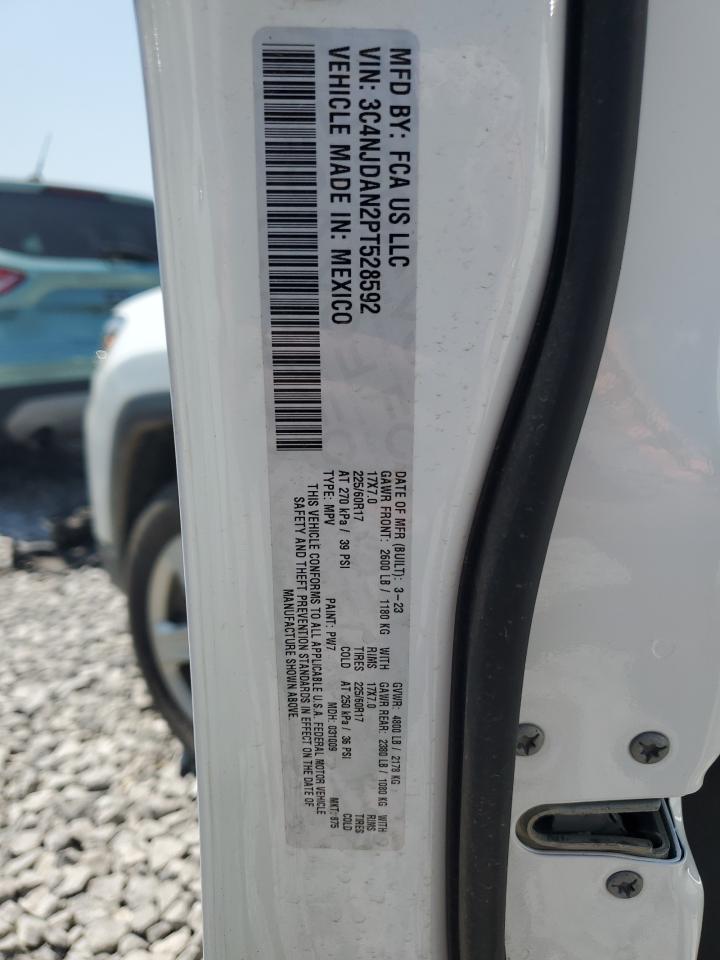 MFD BY: FCA US LLC
VIN: 3C4NJDAN2PT528592
VEHICLE MADE IN: MEXICO
DATE OF MFR (BUILT): 3-23 GVWR: 4800 LB / 2178 KG
GAWR FRONT: 2600 LB / 1180 KG WITH GAWR REAR: 2380 LB / 1080 KG WITH
17X7.0 RIMS 17X7.0 RIMS
225/60R17 TIRES 225/60R17 TIRES
AT 270 kPa / 39 PSI COLD AT 250 kPa / 36 PSI COLD
TYPE: MPV PAINT: PW7 MDH: 031009 MKT: 975
THIS VEHICLE CONFORMS TO ALL APPLICABLE U.S.A. FEDERAL MOTOR VEHICLE
SAFETY AND THEFT PREVENTION STANDARDS IN EFFECT ON THE DATE OF
MANUFACTURE SHOWN ABOVE.